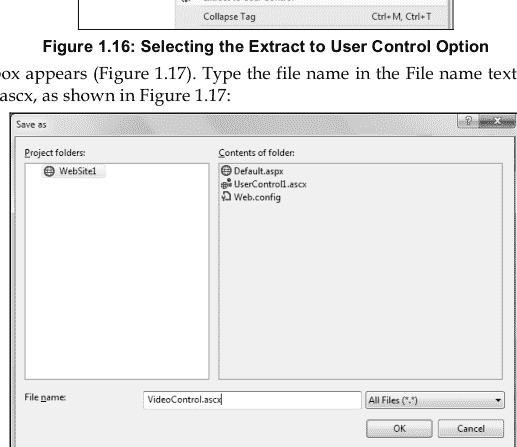 Collapse Tag Ctrl+M, Ctrl+T
Figure 1.16: Selecting the Extract to User Control Option
ox appears (Figure 1.17). Type the file name in the File name text
ascx, as shown in Figure 1.17:
Save as
Project folders: Contents of folder:
WebSite1 Default.aspx
UserControl1.ascx
Web.config
File name: VideoControl.ascx All Files (*.*)
OK Cancel